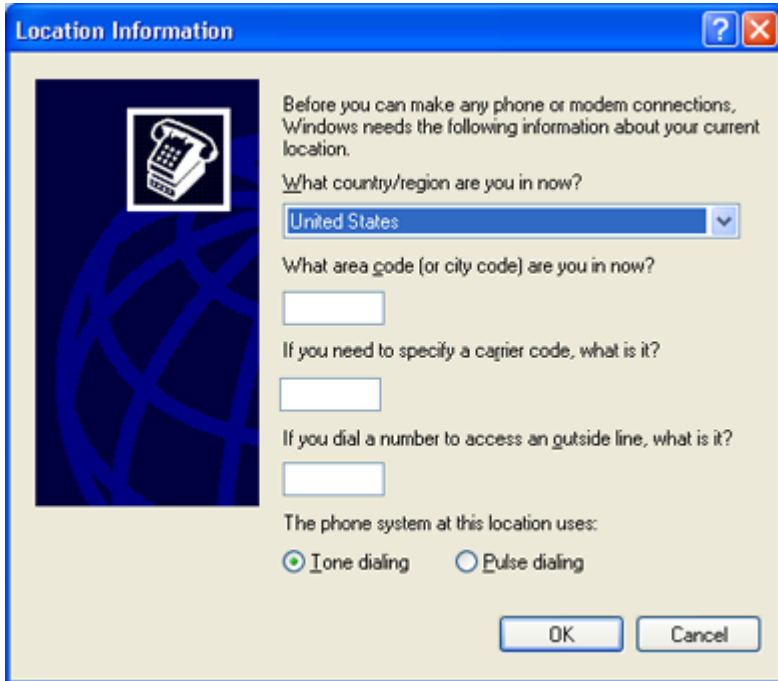 Location Information
Before you can make any phone or modem connections,
Windows needs the following information about your current
location.
What country/region are you in now?
United States
What area code (or city code) are you in now?
If you need to specify a carrier code, what is it?
If you dial a number to access an outside line, what is it?
The phone system at this location uses:
Tone dialing Pulse dialing
OK Cancel